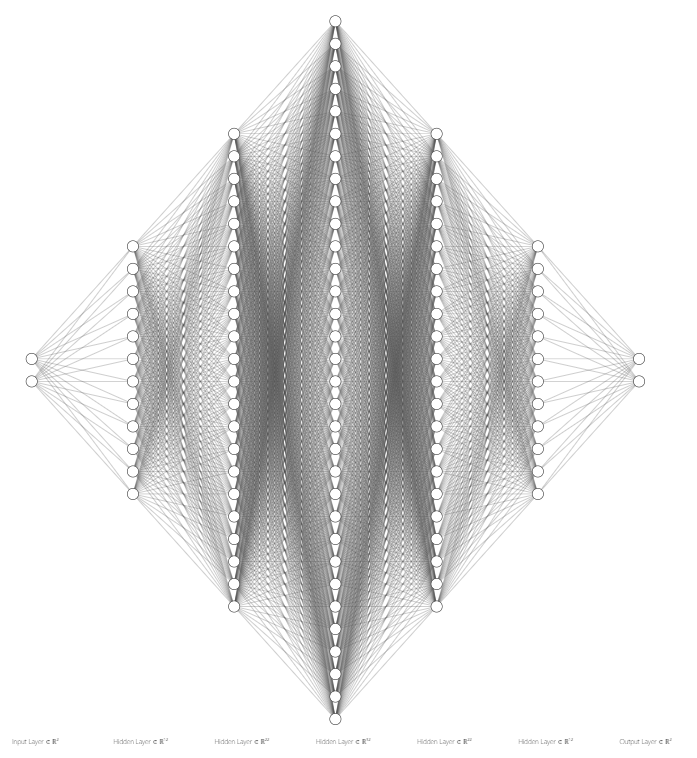 Input Layer ∈ ℝ²
Hidden Layer ∈ ℝ¹²
Hidden Layer ∈ ℝ²²
Hidden Layer ∈ ℝ³²
Hidden Layer ∈ ℝ²²
Hidden Layer ∈ ℝ¹²
Output Layer ∈ ℝ²